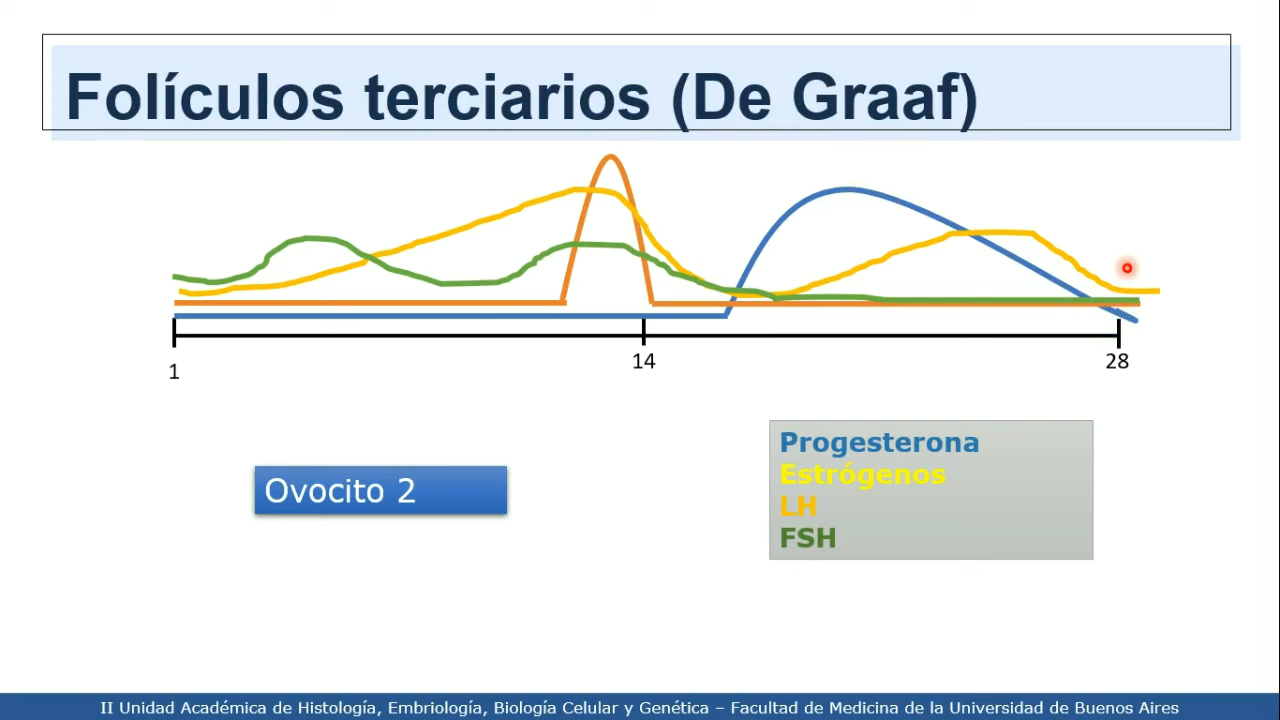 Folículos terciarios (De Graaf)
1
14
28
Progesterona
Estrógenos
LH
FSH
Ovocito 2
II Unidad Académica de Histología, Embriología, Biología Celular y Genética – Facultad de Medicina de la Universidad de Buenos Aires